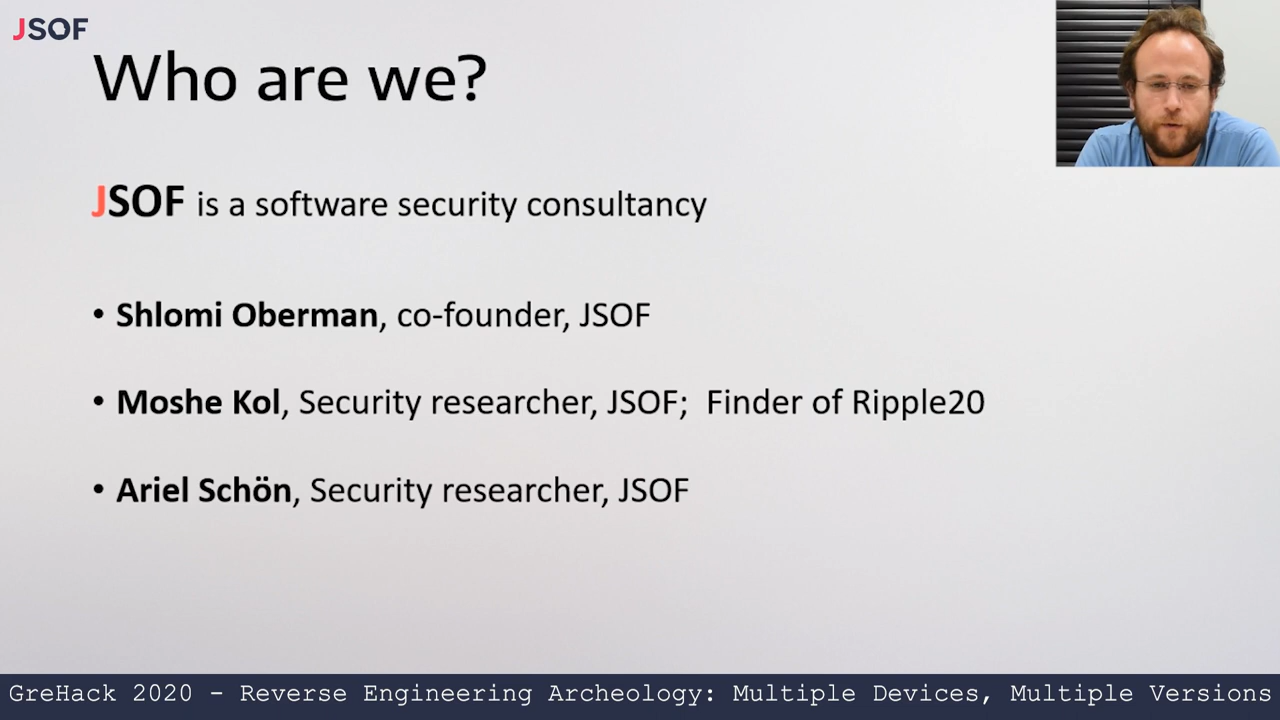 JSOF
Who are we?
JSOF is a software security consultancy
• Shlomi Oberman, co-founder, JSOF
• Moshe Kol, Security researcher, JSOF;  Finder of Ripple20
• Ariel Schön, Security researcher, JSOF
GreHack 2020 - Reverse Engineering Archeology: Multiple Devices, Multiple Versions